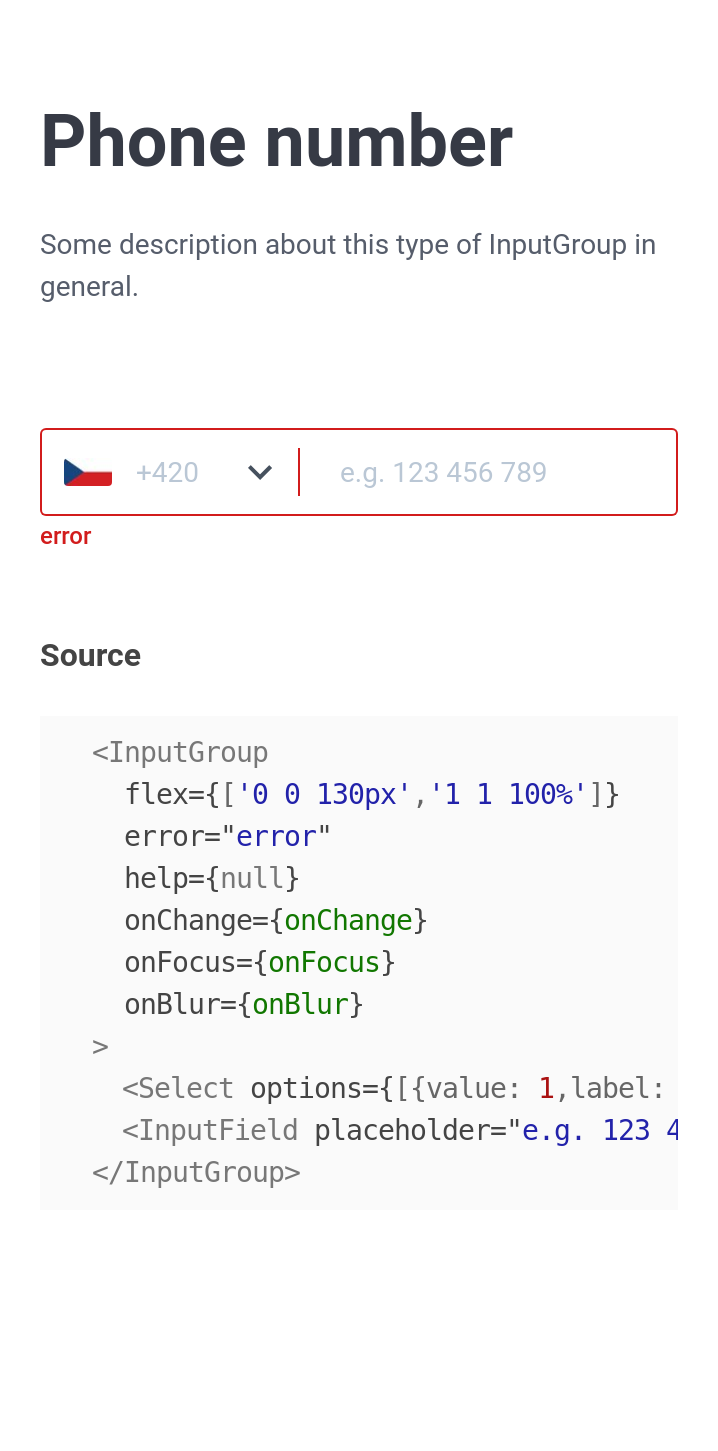 Phone number
Some description about this type of InputGroup in
general.
+420 e.g. 123 456 789
error
Source
<InputGroup
flex={['0 0 130px','1 1 100%']}
error="error"
help={null}
onChange={onChange}
onFocus={onFocus}
onBlur={onBlur}
>
<Select options={[{value: 1,label:
<InputField placeholder="e.g. 123 4
</InputGroup>